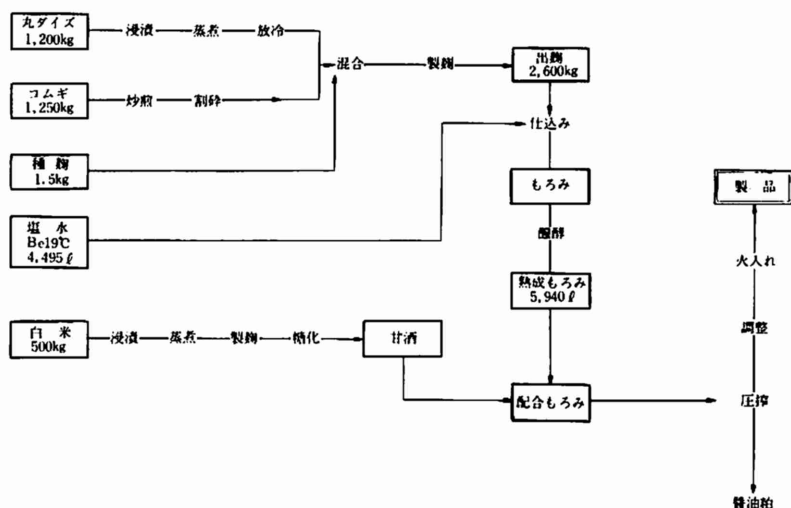 丸ダイズ
1,200kg
浸漬 蒸煮 放冷
混合 製麹
出麹
2,600kg
コムギ
1,250kg
炒煎 割砕
仕込み
種麹
1.5kg
もろみ
製品
塩水
Be19℃
4,495ℓ
醗酵
火入れ
熟成もろみ
5,940ℓ
白米
500kg
浸漬 蒸煮 製麹 糖化
甘酒
調整
配合もろみ
圧搾
醤油粕